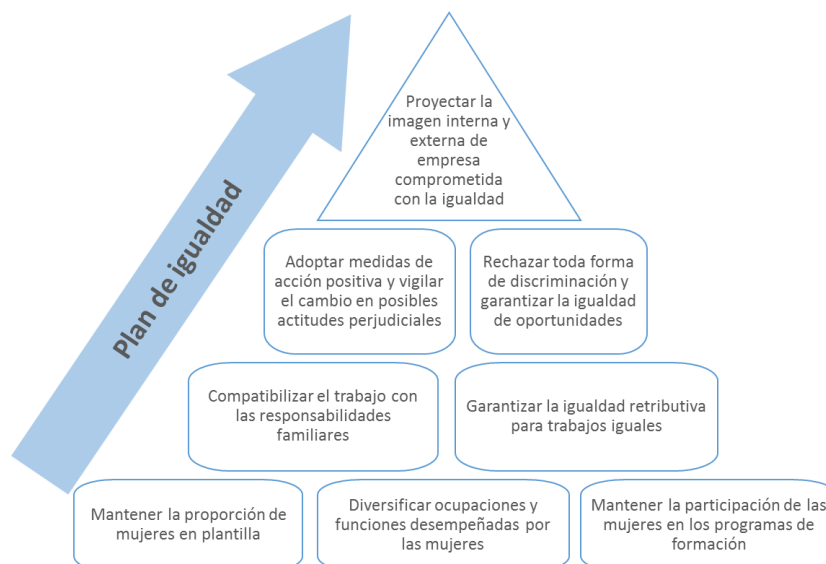 Plan de igualdad
Proyectar la
imagen interna y
externa de
empresa
comprometida
con la igualdad
Adoptar medidas de
acción positiva y vigilar
el cambio en posibles
actitudes perjudiciales
Rechazar toda forma
de discriminación y
garantizar la igualdad
de oportunidades
Compatibilizar el trabajo con
las responsabilidades
familiares
Garantizar la igualdad retributiva
para trabajos iguales
Mantener la proporción de
mujeres en plantilla
Diversificar ocupaciones y
funciones desempeñadas por
las mujeres
Mantener la participación de las
mujeres en los programas de
formación